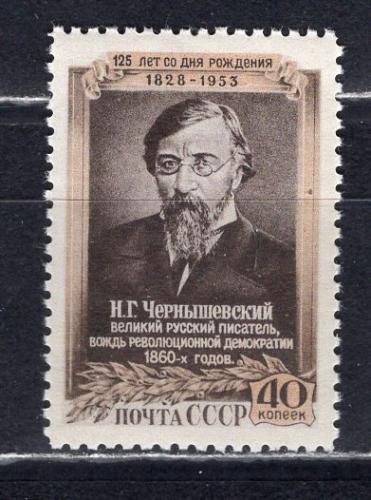 125 лет со дня рождения
1828-1953
Н.Г. Чернышевский
великий русский писатель,
вождь революционной демократии
1860-х годов.
40
копеек
ПОЧТА СССР